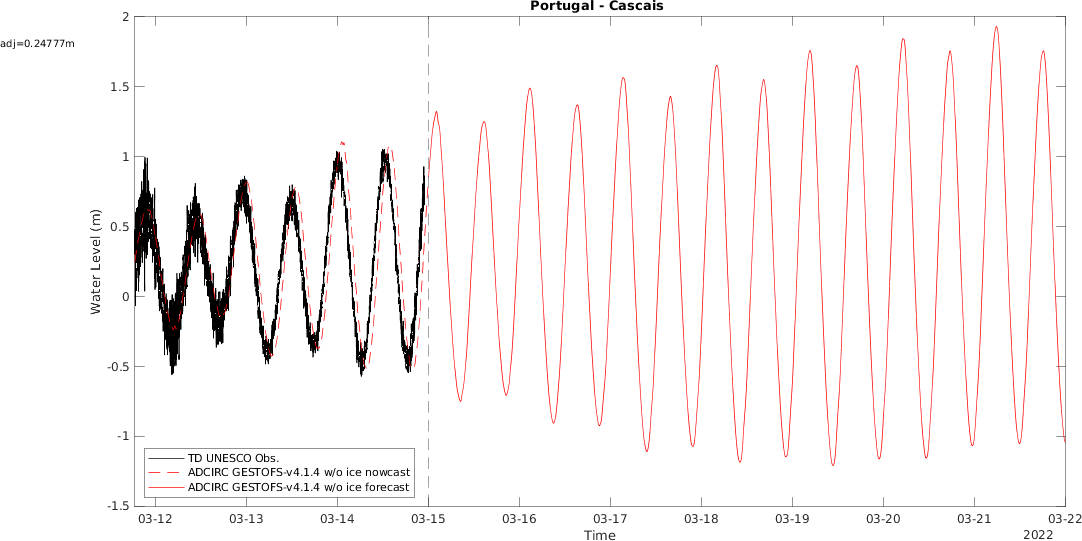 Portugal - Cascais
adj=0.24777m
Water Level (m)
2
1.5
1
0.5
0
-0.5
-1
-1.5
TD UNESCO Obs.
ADCIRC GESTOFS-v4.1.4 w/o ice nowcast
ADCIRC GESTOFS-v4.1.4 w/o ice forecast
03-12 03-13 03-14 03-15 03-16 03-17 03-18 03-19 03-20 03-21 03-22
Time
2022